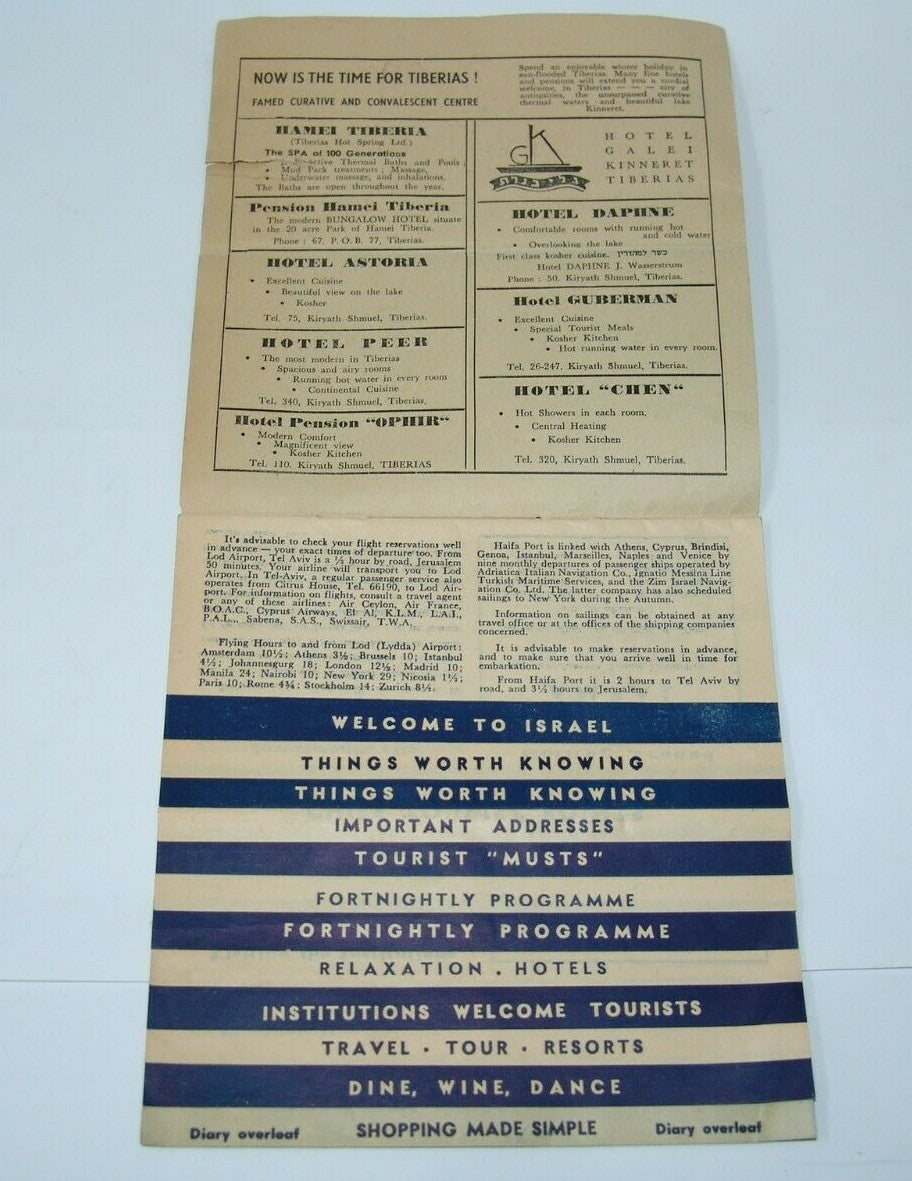 NOW IS THE TIME FOR TIBERIAS !
FAMED CURATIVE AND CONVALESCENT CENTRE
Spend an enjoyable winter holiday in
sun-flooded Tiberias. Many fine hotels
and pensions will extend you a cordial
welcome, in Tiberias — — — city of
antiquities, the unsurpassed curative
thermal waters and beautiful lake
Kinneret.
HAMEI TIBERIA
(Tiberias Hot Spring Ltd.)
The SPA of 100 Generations
Thermal Baths and Pools
• Mud Pack treatments ; Massage,
• Underwater massage, and inhalations.
The Baths are open throughout the year.
Pension Hamei Tiberia
The modern BUNGALOW HOTEL situate
in the 20 acre Park of Hamei Tiberia.
Phone : 67. P.O.B. 77, Tiberias.
HOTEL ASTORIA
• Excellent Cuisine
• Beautiful view on the lake
• Kosher
Tel. 75, Kiryath Shmuel, Tiberias.
HOTEL PEER
• The most modern in Tiberias
• Spacious and airy rooms
• Running hot water in every room
• Continental Cuisine
Tel. 340, Kiryath Shmuel, Tiberias.
Hotel Pension "OPHIR"
• Modern Comfort
• Magnificent view
• Kosher Kitchen
Tel. 110, Kiryath Shmuel, TIBERIAS
GK
HOTEL
GALEI
KINNERET
TIBERIAS
HOTEL DAPHNE
• Comfortable rooms with running hot
and cold water
• Overlooking the lake
First class kosher cuisine. כשר למהדרין
Hotel DAPHNE J. Wasserstrum
Phone : 50. Kiryath Shmuel, Tiberias.
Hotel GUBERMAN
• Excellent Cuisine
• Special Tourist Meals
• Kosher Kitchen
• Hot running water in every room.
Tel. 26-247. Kiryath Shmuel, Tiberias.
HOTEL "CHEN"
• Hot Showers in each room,
• Central Heating
• Kosher Kitchen
Tel. 320, Kiryath Shmuel, Tiberias.
It's advisable to check your flight reservations well
in advance — your exact times of departure too. From
Lod Airport, Tel Aviv is a ½ hour by road, Jerusalem
50 minutes. Your airline will transport you to Lod
Airport. In Tel-Aviv, a regular passenger service also
operates from Citrus House, Tel. 66190, to Lod Air-
port. For information on flights, consult a travel agent
or any of these airlines: Air Ceylon, Air France,
B.O.A.C., Cyprus Airways, El Al, K.L.M., L.A.I.,
P.A.L., Sabena, S.A.S., Swissair, T.W.A.
Flying Hours to and from Lod (Lydda) Airport:
Amsterdam 10½; Athens 3½; Brussels 10; Istanbul
4½; Johannesgurg 18; London 12½; Madrid 10;
Manila 24; Nairobi 10; New York 29; Nicosia 1½;
Paris 10; Rome 4¾; Stockholm 14; Zurich 8½.
Haifa Port is linked with Athens, Cyprus, Brindisi,
Genoa, Istanbul, Marseilles, Naples and Venice by
nine monthly departures of passenger ships operated by
Adriatica Italian Navigation Co., Ignatio Messina Line
Turkish Maritime Services, and the Zim Israel Navig-
ation Co. Ltd. The latter company has also scheduled
sailings to New York during the Autumn.
Information on sailings can be obtained at any
travel office or at the offices of the shipping companies
concerned.
It is advisable to make reservations in advance,
and to make sure that you arrive well in time for
embarkation.
From Haifa Port it is 2 hours to Tel Aviv by
road, and 3½ hours to Jerusalem.
WELCOME TO ISRAEL
THINGS WORTH KNOWING
THINGS WORTH KNOWING
IMPORTANT ADDRESSES
TOURIST "MUSTS"
FORTNIGHTLY PROGRAMME
FORTNIGHTLY PROGRAMME
RELAXATION . HOTELS
INSTITUTIONS WELCOME TOURISTS
TRAVEL · TOUR · RESORTS
DINE, WINE, DANCE
Diary overleaf SHOPPING MADE SIMPLE Diary overleaf